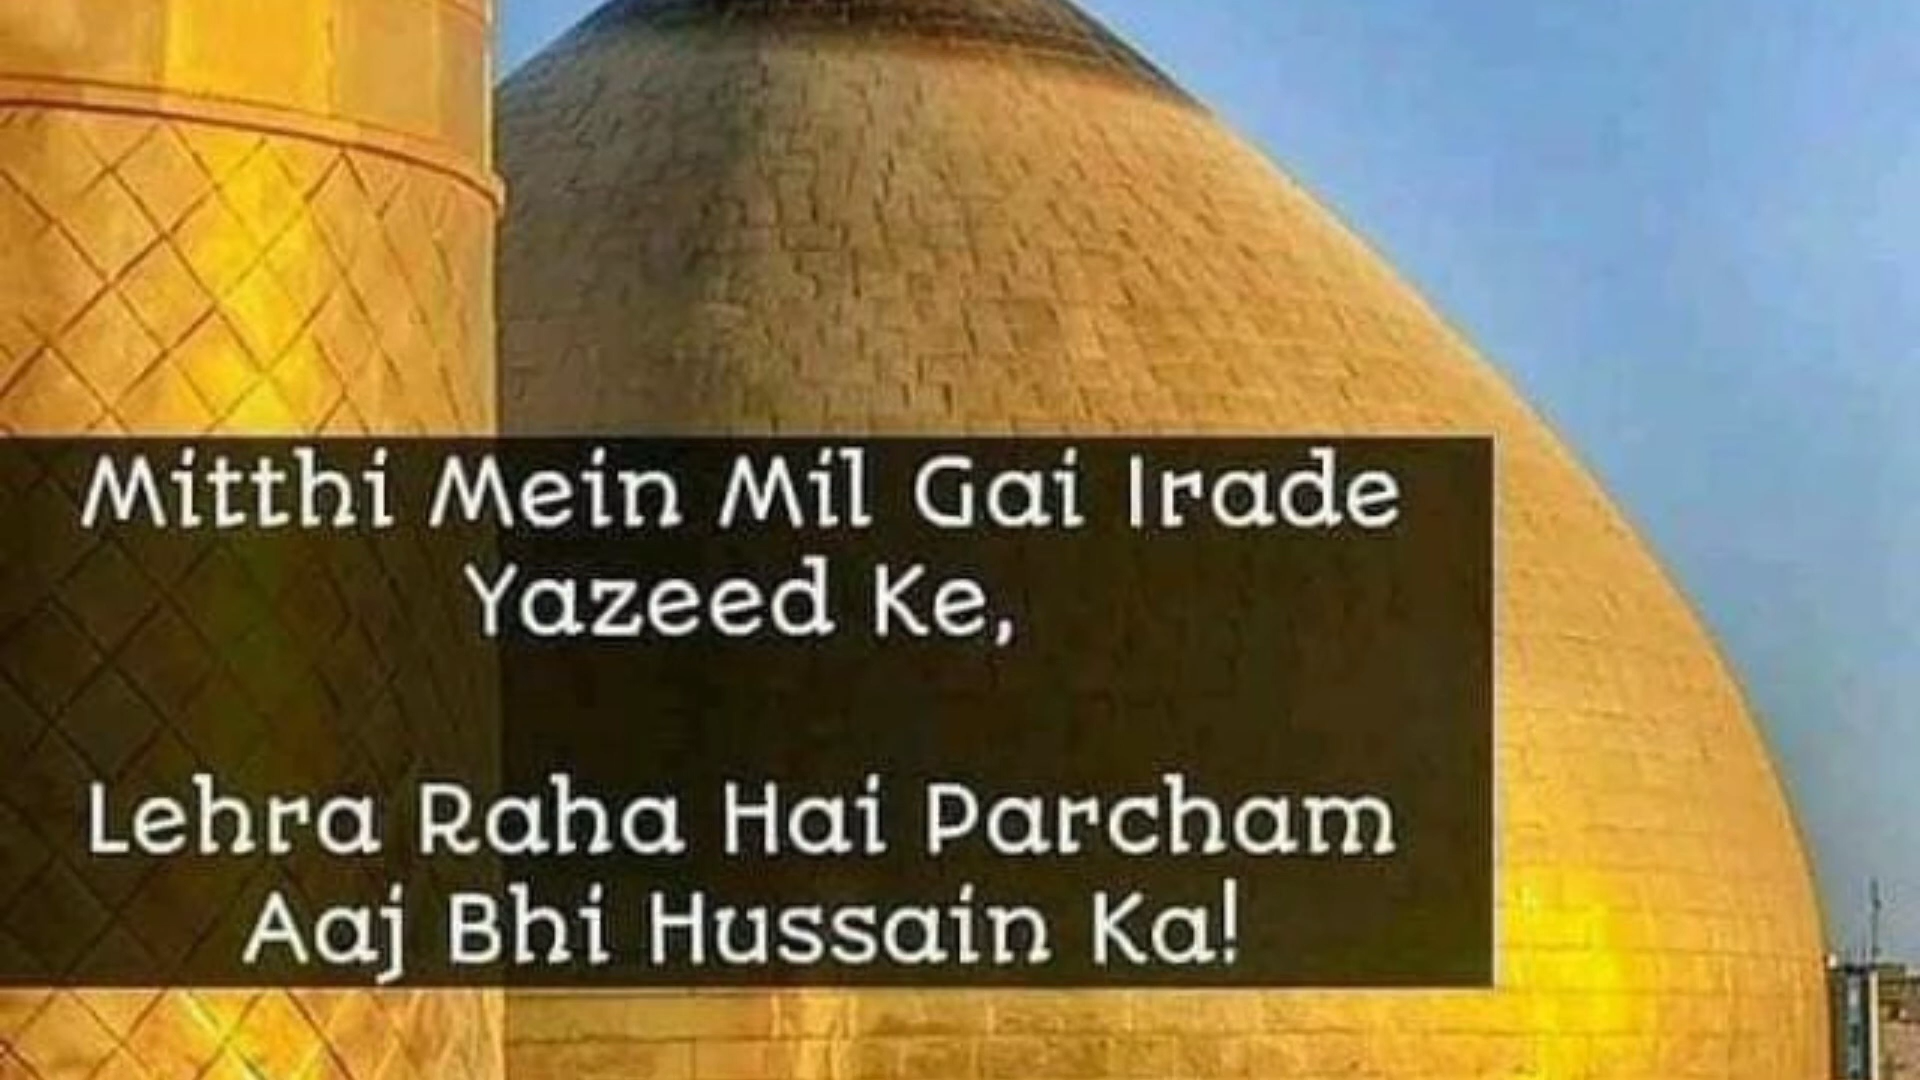 Mitthi Mein Mil Gai Irade
Yazeed Ke,
Lehra Raha Hai Parcham
Aaj Bhi Hussain Ka!